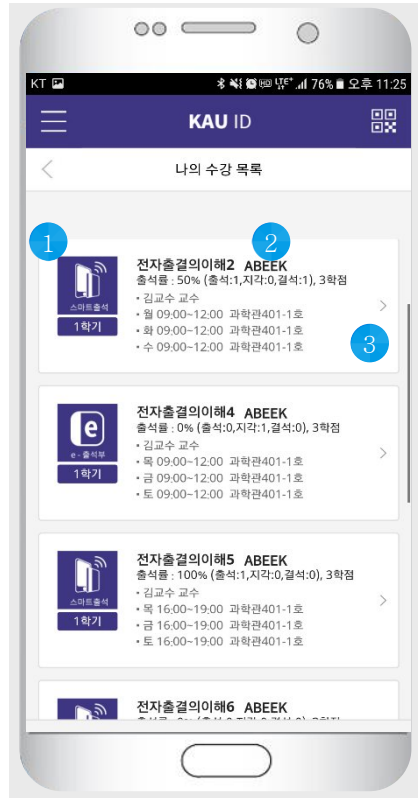 KT 76% 오후 11:25
KAU ID
나의 수강 목록
1
2
전자출결의이해2 ABEEK
출석률 : 50% (출석:1,지각:0,결석:1), 3학점
스마트출석
1학기
• 김교수 교수
• 월 09:00~12:00 과학관401-1호
• 화 09:00~12:00 과학관401-1호
• 수 09:00~12:00 과학관401-1호
3
전자출결의이해4 ABEEK
출석률 : 0% (출석:0,지각:1,결석:0), 3학점
e
e - 출석부
1학기
• 김교수 교수
• 목 09:00~12:00 과학관401-1호
• 금 09:00~12:00 과학관401-1호
• 토 09:00~12:00 과학관401-1호
전자출결의이해5 ABEEK
출석률 : 100% (출석:1,지각:0,결석:0), 3학점
스마트출석
1학기
• 김교수 교수
• 목 16:00~19:00 과학관401-1호
• 금 16:00~19:00 과학관401-1호
• 토 16:00~19:00 과학관401-1호
전자출결의이해6 ABEEK